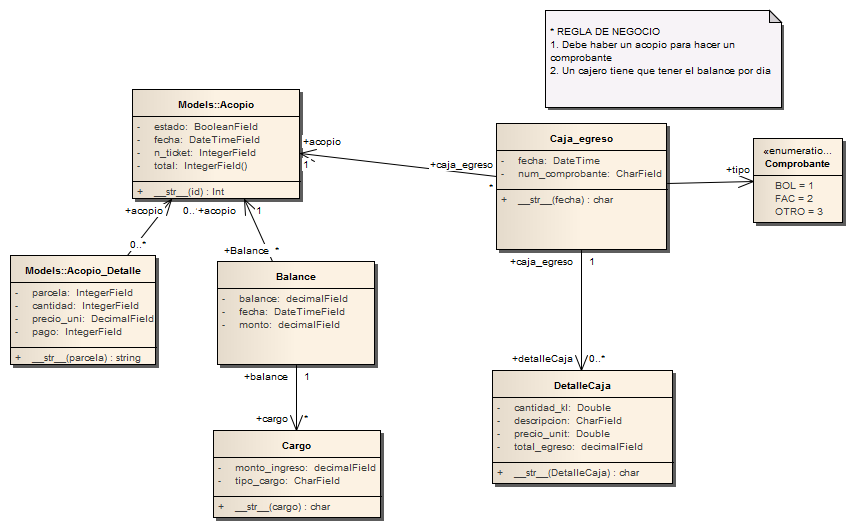 * REGLA DE NEGOCIO
1. Debe haber un acopio para hacer un
comprobante
2. Un cajero tiene que tener el balance por dia
Models::Acopio
- estado: BooleanField
- fecha: DateTimeField
- n_ticket: IntegerField
- total: IntegerField()
+ __str__(id) : Int
+acopio
1
+caja_egreso
*
Caja_egreso
- fecha: DateTime
- num_comprobante: CharField
+ __str__(fecha) : char
+tipo
«enumeratio...
Comprobante
BOL = 1
FAC = 2
OTRO = 3
+acopio
0..*
+acopio
1
0..*
+Balance *
Models::Acopio_Detalle
- parcela: IntegerField
- cantidad: IntegerField
- precio_uni: DecimalField
- pago: IntegerField
+ __str__(parcela) : string
Balance
- balance: decimalField
- fecha: DateTimeField
- monto: decimalField
+balance 1
+cargo *
Cargo
- monto_ingreso: decimalField
- tipo_cargo: CharField
+ __str__(cargo) : char
+caja_egreso 1
+detalleCaja 0..*
DetalleCaja
- cantidad_kl: Double
- descripcion: CharField
- precio_unit: Double
- total_egreso: decimalField
+ __str__(DetalleCaja) : char